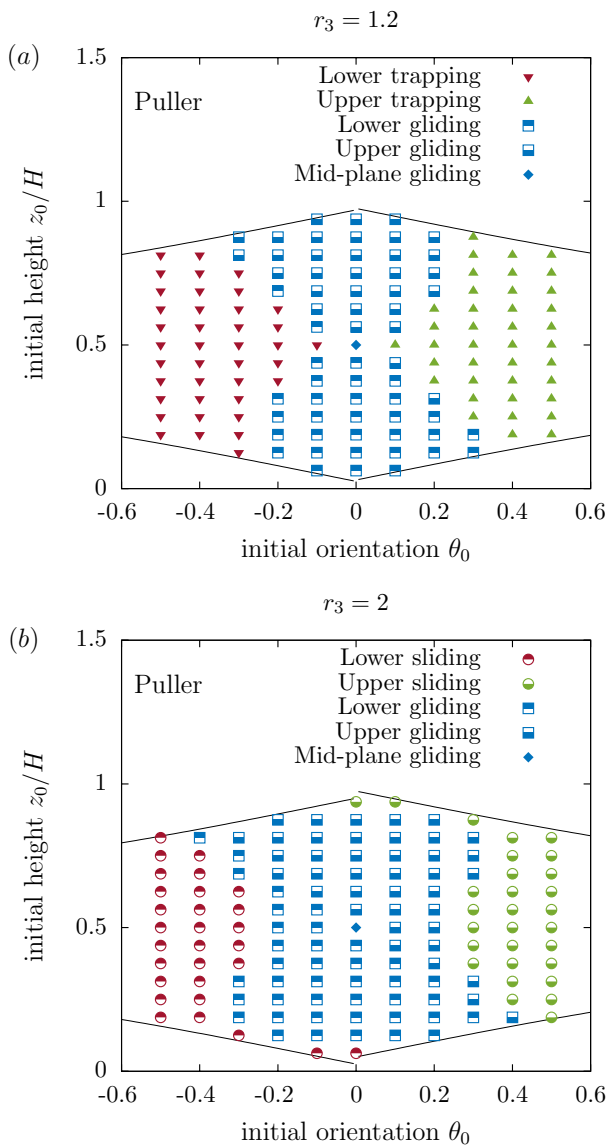 r₃ = 1.2
(a)
1.5
Puller
Lower trapping
Upper trapping
Lower gliding
Upper gliding
Mid-plane gliding
1
0.5
0
initial height z₀/H
-0.6 -0.4 -0.2 0 0.2 0.4 0.6
initial orientation θ₀
r₃ = 2
(b)
1.5
Puller
Lower sliding
Upper sliding
Lower gliding
Upper gliding
Mid-plane gliding
1
0.5
0
initial height z₀/H
-0.6 -0.4 -0.2 0 0.2 0.4 0.6
initial orientation θ₀